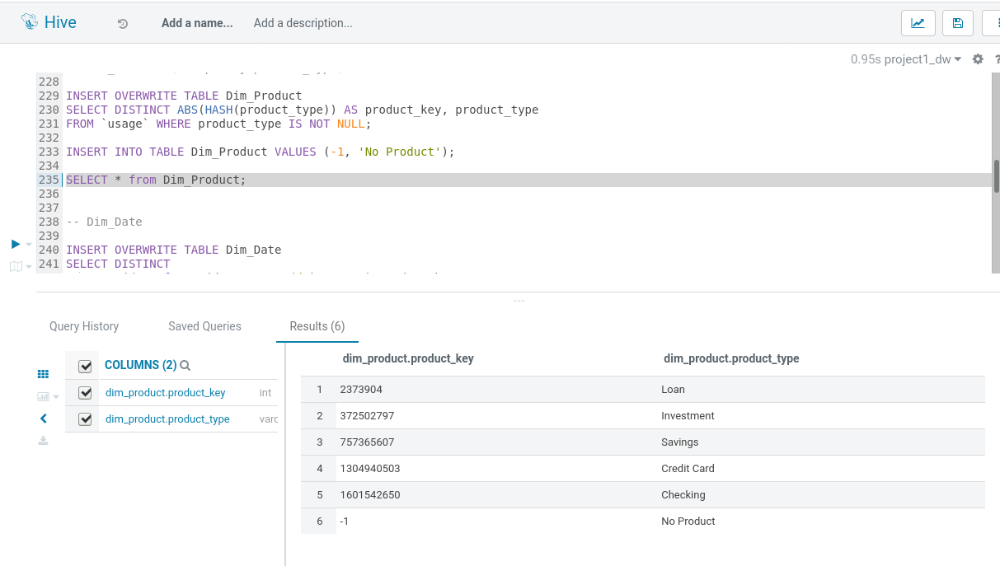 Hive
Add a name...
Add a description...
0.95s project1_dw
?
228
229 INSERT OVERWRITE TABLE Dim_Product
230 SELECT DISTINCT ABS(HASH(product_type)) AS product_key, product_type
231 FROM `usage` WHERE product_type IS NOT NULL;
232
233 INSERT INTO TABLE Dim_Product VALUES (-1, 'No Product');
234
235 SELECT * from Dim_Product;
236
237
238 -- Dim_Date
239
240 INSERT OVERWRITE TABLE Dim_Date
241 SELECT DISTINCT
Query History Saved Queries Results (6)
COLUMNS (2)
dim_product.product_key int
dim_product.product_type varc
dim_product.product_key dim_product.product_type
1 2373904 Loan
2 372502797 Investment
3 757365607 Savings
4 1304940503 Credit Card
5 1601542650 Checking
6 -1 No Product